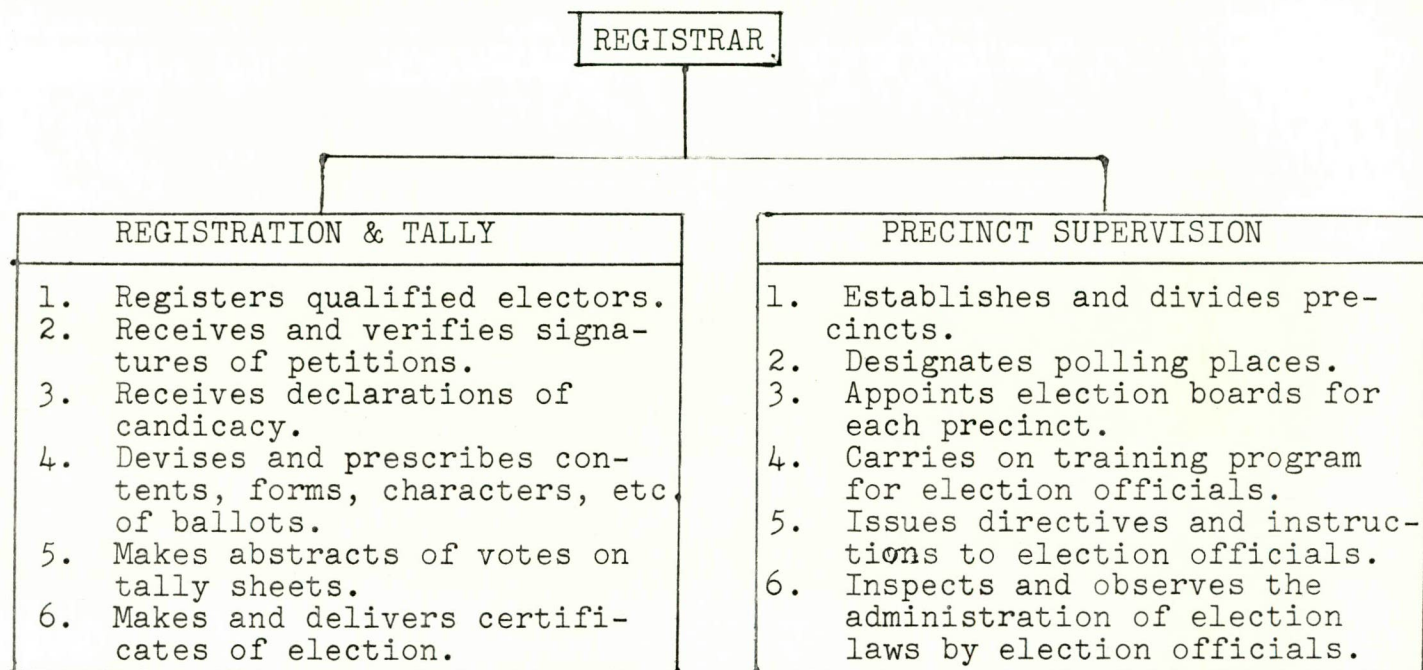 REGISTRAR
REGISTRATION & TALLY
1. Registers qualified electors.
2. Receives and verifies signa-
tures of petitions.
3. Receives declarations of
candicacy.
4. Devises and prescribes con-
tents, forms, characters, etc.
of ballots.
5. Makes abstracts of votes on
tally sheets.
6. Makes and delivers certifi-
cates of election.
PRECINCT SUPERVISION
1. Establishes and divides pre-
cincts.
2. Designates polling places.
3. Appoints election boards for
each precinct.
4. Carries on training program
for election officials.
5. Issues directives and instruc-
tions to election officials.
6. Inspects and observes the
administration of election
laws by election officials.